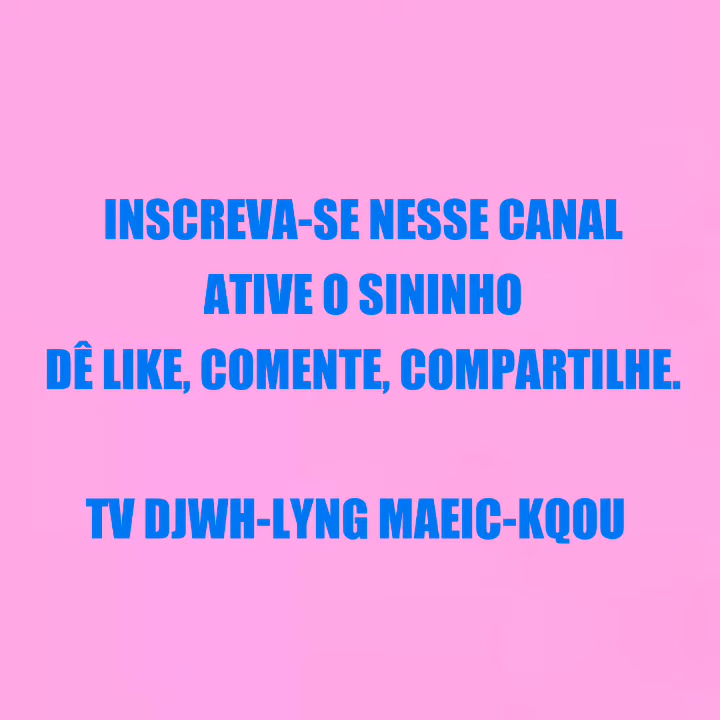 INSCREVA-SE NESSE CANAL
ATIVE O SININHO
DÊ LIKE, COMENTE, COMPARTILHE.
TV DJWH-LYNG MAEIC-KQOU